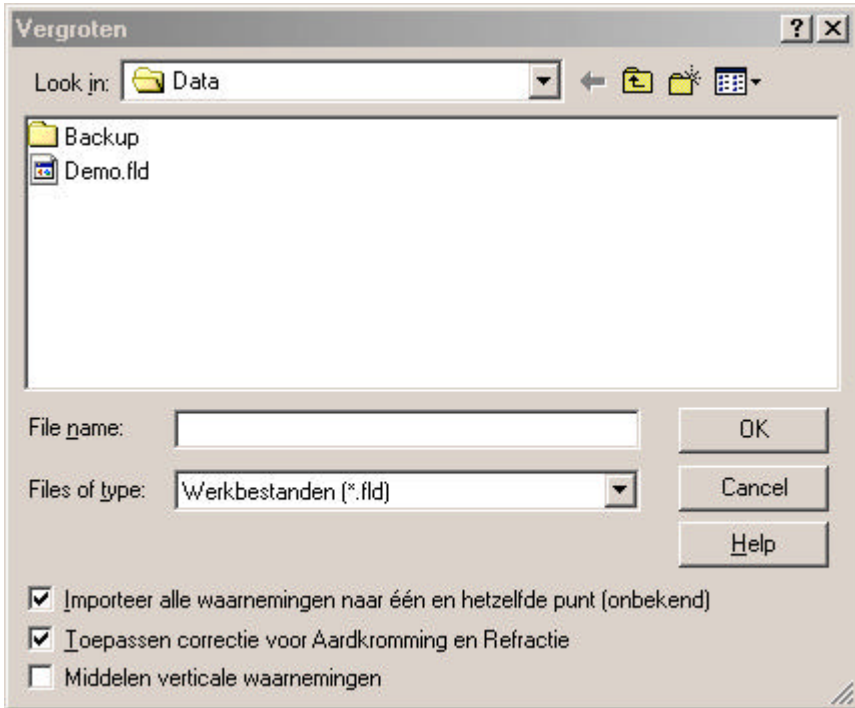 Vergroten
Look in: Data
Backup
Demo.fld
File name: OK
Files of type: Werkbestanden (*.fld) Cancel
Help
Importeer alle waarnemingen naar één en hetzelfde punt (onbekend)
Toepassen correctie voor Aardkromming en Refractie
Middelen verticale waarnemingen